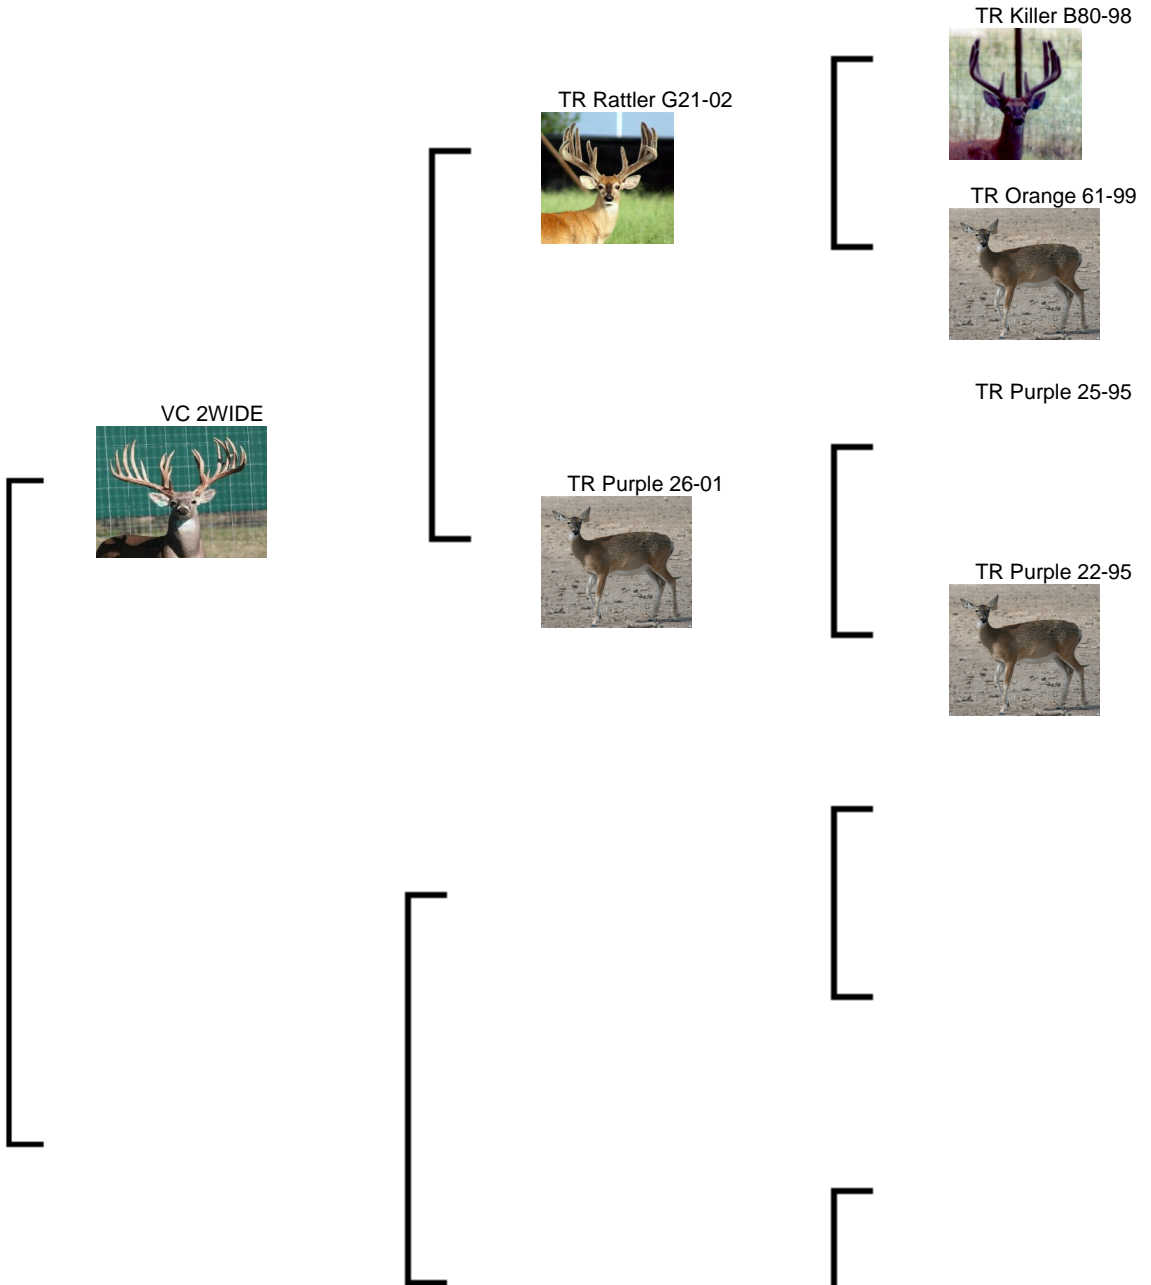 TR Killer B80-98
TR Rattler G21-02
TR Orange 61-99
TR Purple 25-95
VC 2WIDE
TR Purple 26-01
TR Purple 22-95